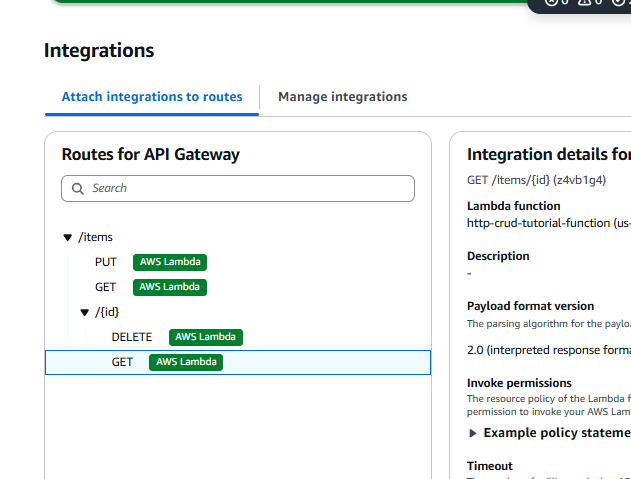 0 0
Integrations
Attach integrations to routes Manage integrations
Routes for API Gateway
Search
/items
PUT AWS Lambda
GET AWS Lambda
/{id}
DELETE AWS Lambda
GET AWS Lambda
Integration details for
GET /items/{id} (z4vb1g4)
Lambda function
http-crud-tutorial-function (us-
Description
-
Payload format version
The parsing algorithm for the payloa
2.0 (interpreted response forma
Invoke permissions
The resource policy of the Lambda f
permission to invoke your AWS Lam
Example policy stateme
Timeout